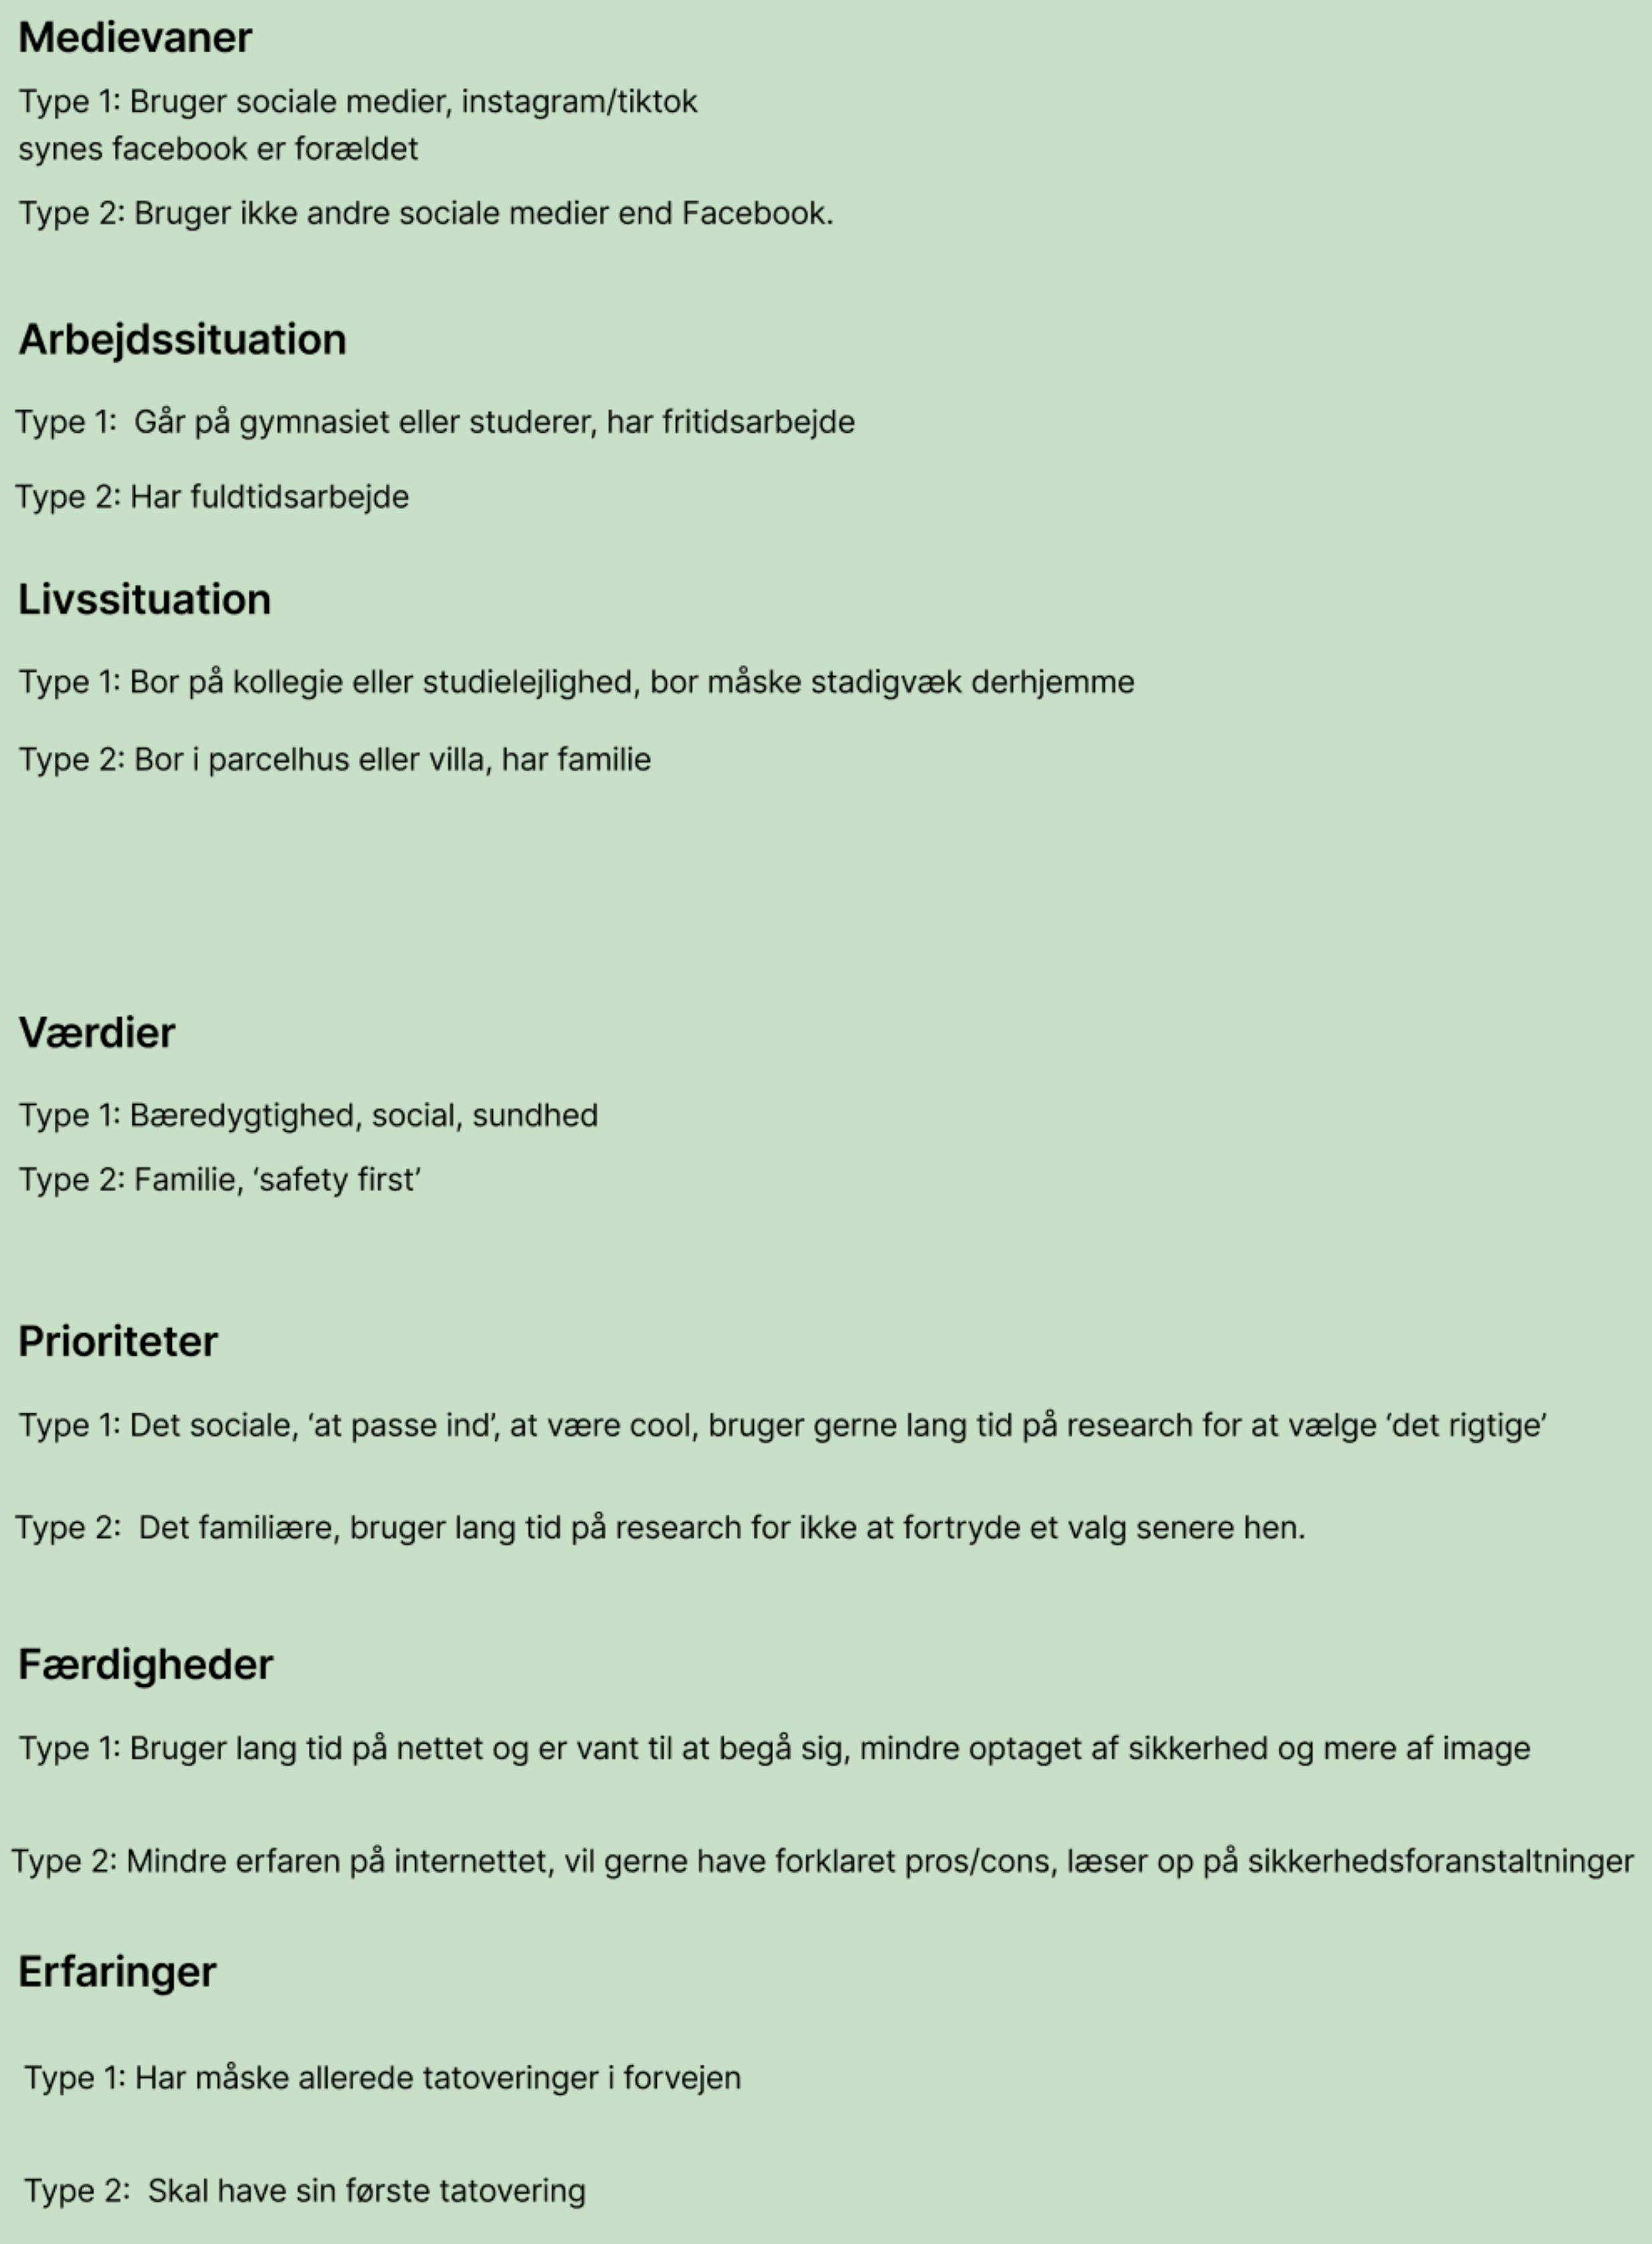 Medievaner
Type 1: Bruger sociale medier, instagram/tiktok
synes facebook er forældet
Type 2: Bruger ikke andre sociale medier end Facebook.
Arbejdssituation
Type 1:  Går på gymnasiet eller studerer, har fritidsarbejde
Type 2: Har fuldtidsarbejde
Livssituation
Type 1: Bor på kollegie eller studielejlighed, bor måske stadigvæk derhjemme
Type 2: Bor i parcelhus eller villa, har familie
Værdier
Type 1: Bæredygtighed, social, sundhed
Type 2: Familie, ‘safety first’
Prioriteter
Type 1: Det sociale, ‘at passe ind’, at være cool, bruger gerne lang tid på research for at vælge ‘det rigtige’
Type 2:  Det familiære, bruger lang tid på research for ikke at fortryde et valg senere hen.
Færdigheder
Type 1: Bruger lang tid på nettet og er vant til at begå sig, mindre optaget af sikkerhed og mere af image
Type 2: Mindre erfaren på internettet, vil gerne have forklaret pros/cons, læser op på sikkerhedsforanstaltninger
Erfaringer
Type 1: Har måske allerede tatoveringer i forvejen
Type 2:  Skal have sin første tatovering